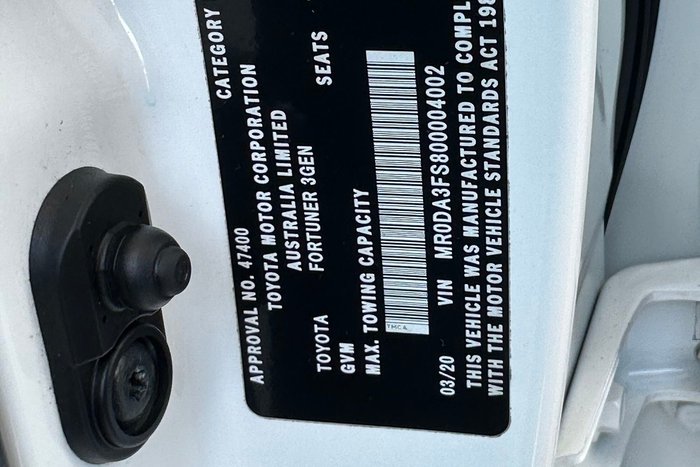 APPROVAL NO. 47400 CATEGORY
TOYOTA MOTOR CORPORATION
AUSTRALIA LIMITED
TOYOTA FORTUNER 3GEN
GVM SEATS
MAX. TOWING CAPACITY
TMCA
03/20 VIN MR0DA3FS800004002
THIS VEHICLE WAS MANUFACTURED TO COMPL
WITH THE MOTOR VEHICLE STANDARDS ACT 198